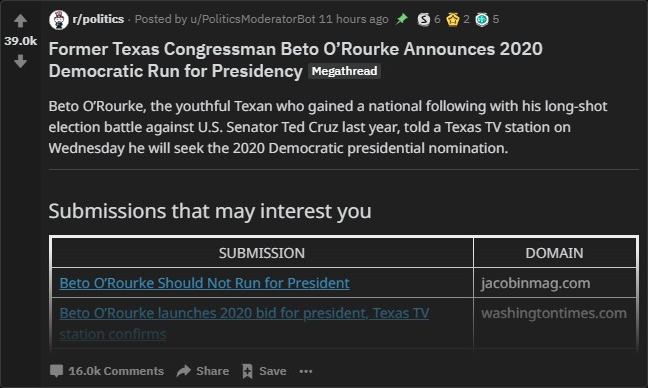 r/politics · Posted by u/PoliticsModeratorBot 11 hours ago S 6 2 5
39.0k
Former Texas Congressman Beto O’Rourke Announces 2020
Democratic Run for Presidency Megathread
Beto O’Rourke, the youthful Texan who gained a national following with his long-shot
election battle against U.S. Senator Ted Cruz last year, told a Texas TV station on
Wednesday he will seek the 2020 Democratic presidential nomination.
Submissions that may interest you
SUBMISSION DOMAIN
Beto O’Rourke Should Not Run for President jacobinmag.com
Beto O’Rourke launches 2020 bid for president, Texas TV washingtontimes.com
station confirms
16.0k Comments Share Save ···